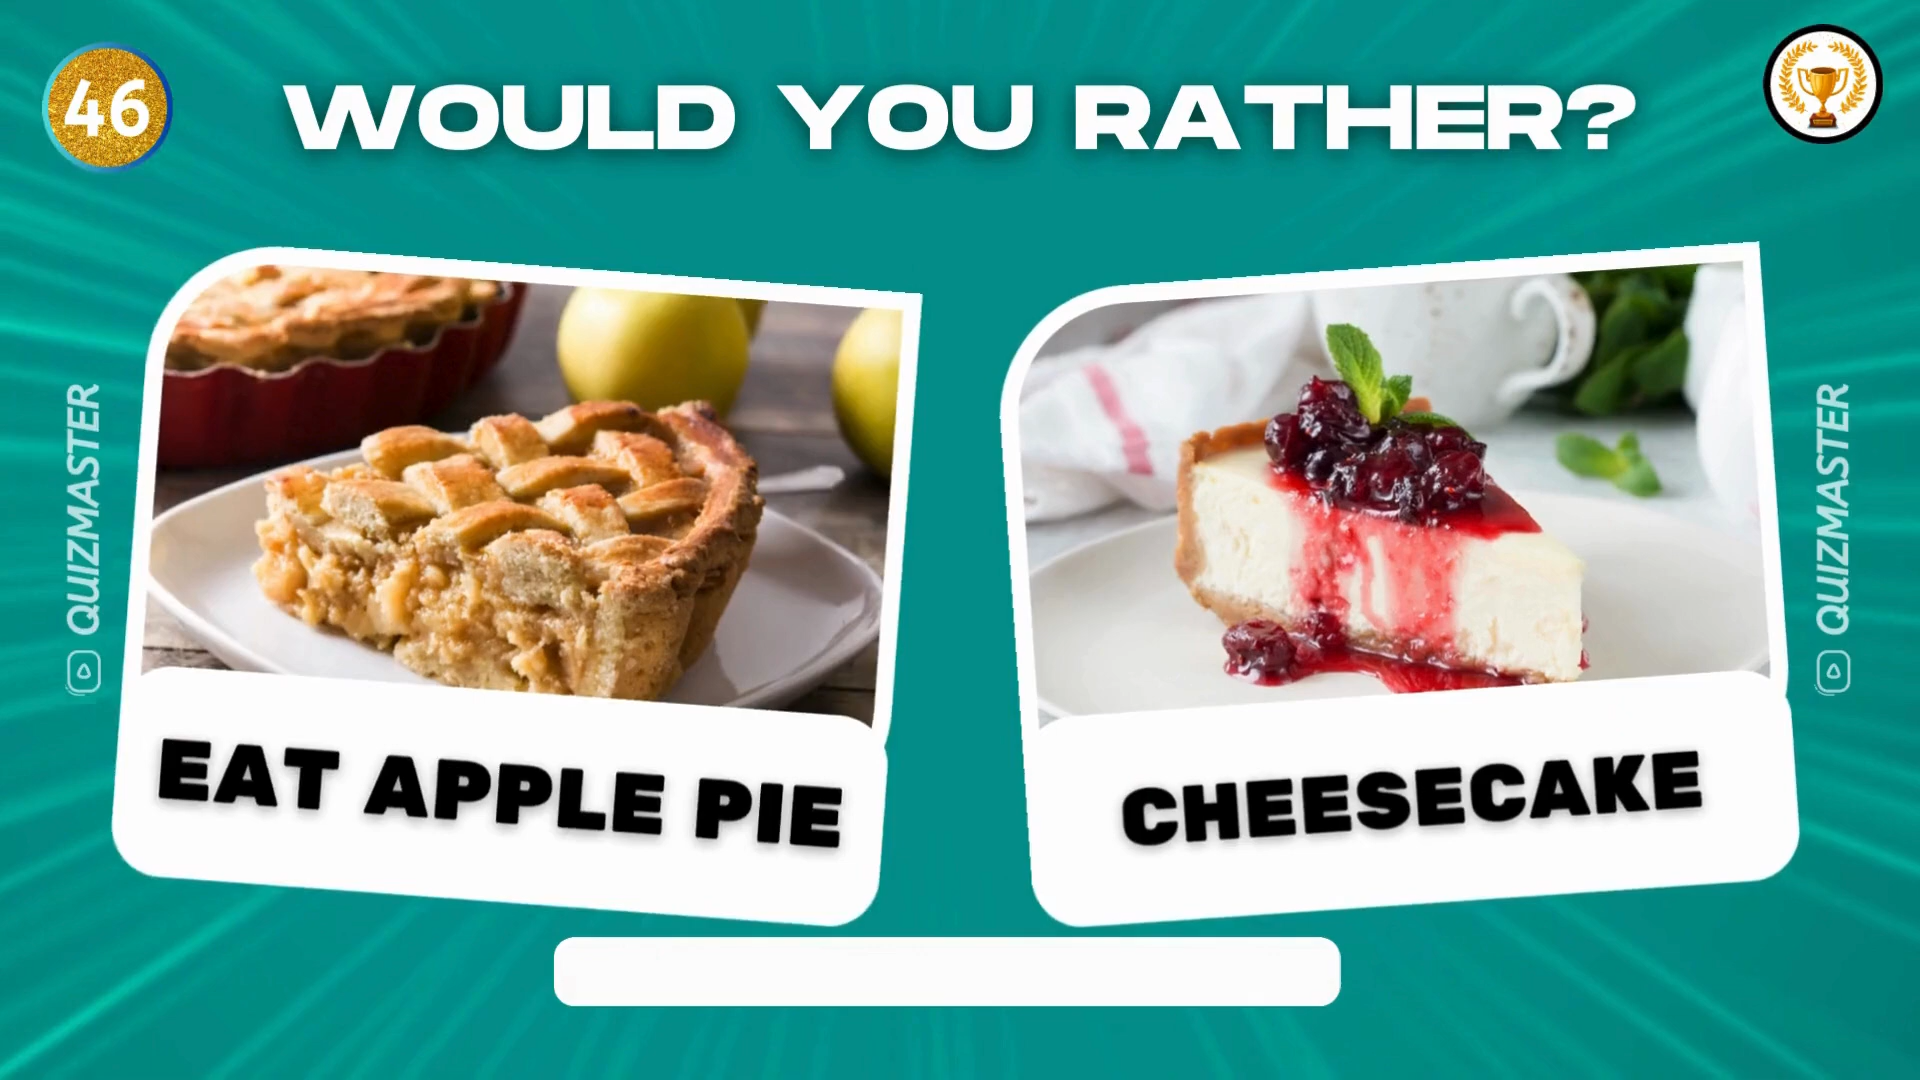 46
WOULD YOU RATHER?
QUIZMASTER
QUIZMASTER
EAT APPLE PIE
CHEESECAKE